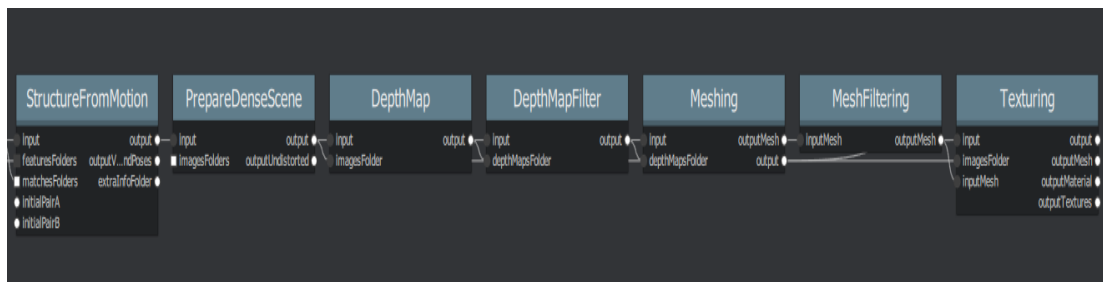 StructureFromMotion
input output
featuresFolders outputV...ndPoses
matchesFolders extraInfoFolder
initialPairA
initialPairB
PrepareDenseScene
input output
imagesFolders outputUndistorted
DepthMap
input output
imagesFolder
DepthMapFilter
input output
depthMapsFolder
Meshing
input outputMesh
depthMapsFolder output
MeshFiltering
inputMesh outputMesh
Texturing
input output
imagesFolder outputMesh
inputMesh outputMaterial
outputTextures